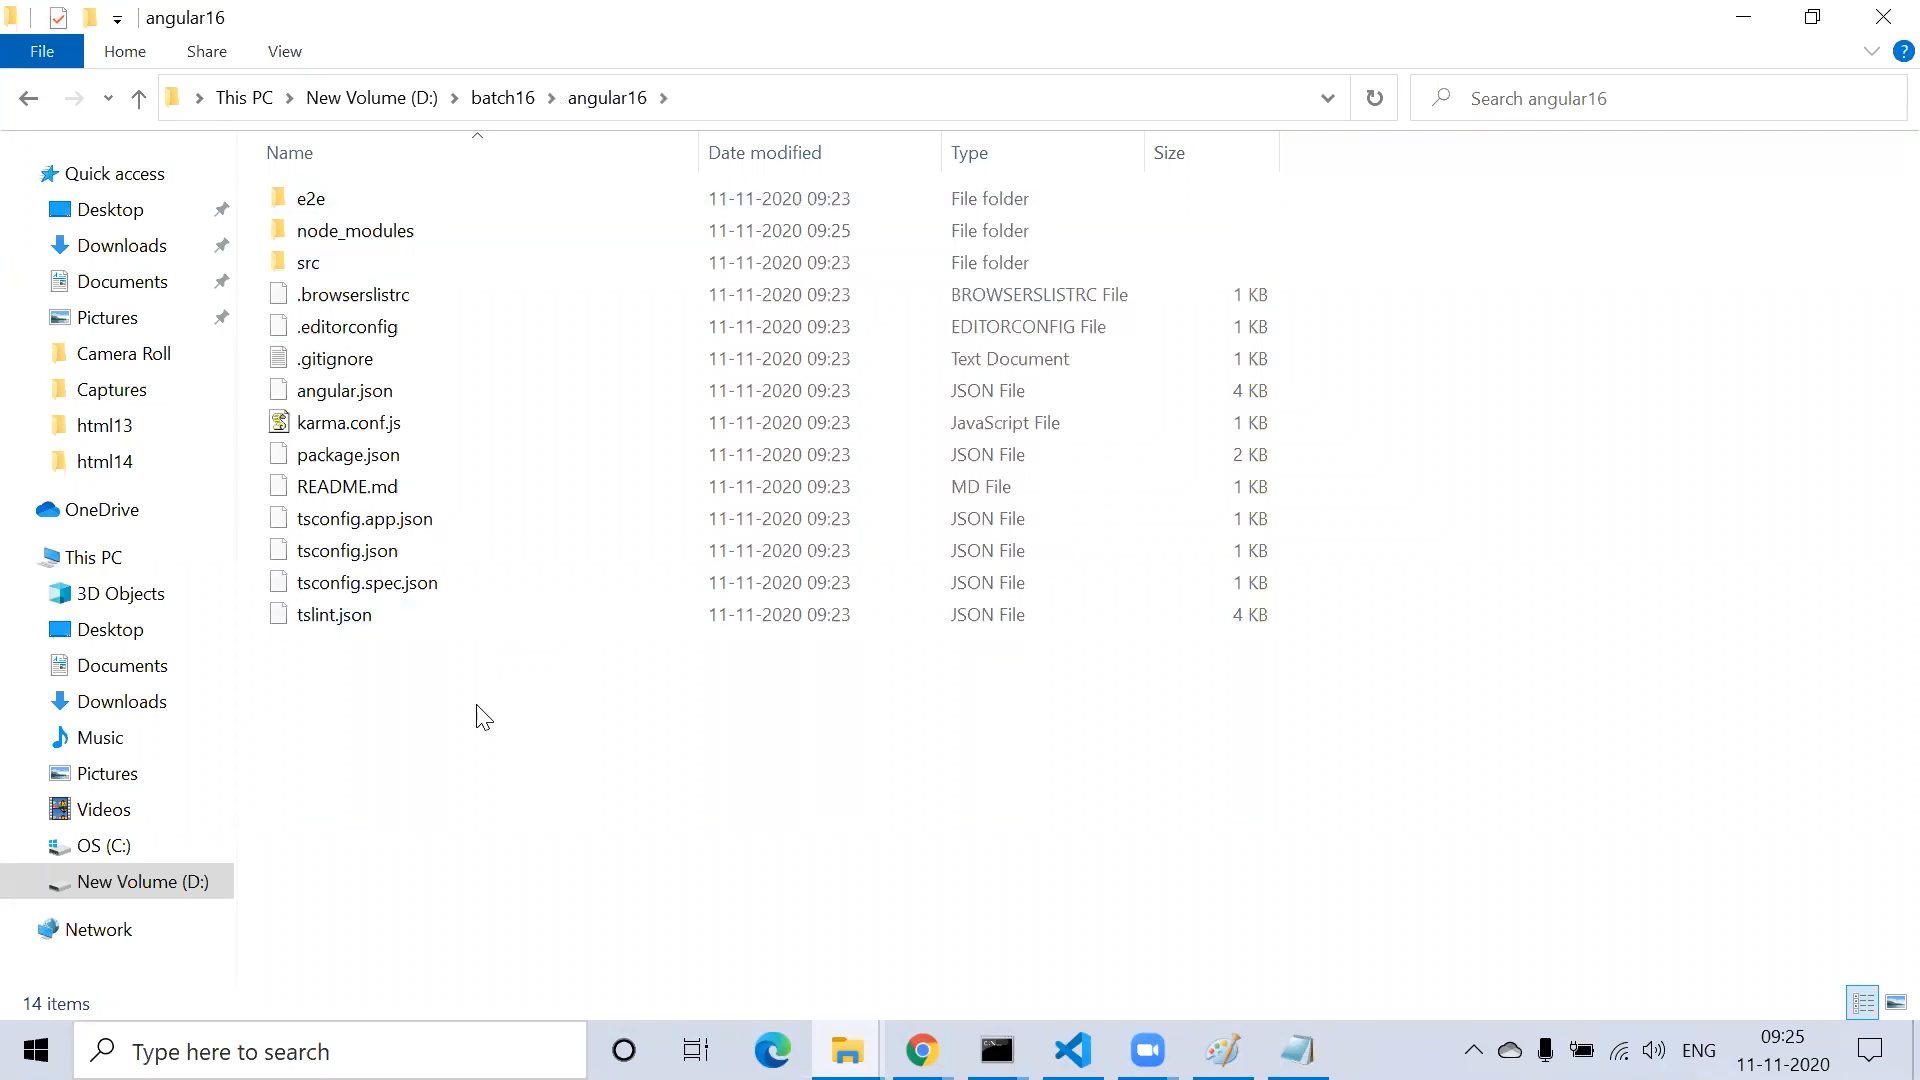 angular16
File Home Share View
This PC New Volume (D:) batch16 angular16 Search angular16
Name Date modified Type Size
Quick access
Desktop
Downloads
Documents
Pictures
Camera Roll
Captures
html13
html14
OneDrive
This PC
3D Objects
Desktop
Documents
Downloads
Music
Pictures
Videos
OS (C:)
New Volume (D:)
Network
e2e 11-11-2020 09:23 File folder
node_modules 11-11-2020 09:25 File folder
src 11-11-2020 09:23 File folder
.browserslistrc 11-11-2020 09:23 BROWSERSLISTRC File 1 KB
.editorconfig 11-11-2020 09:23 EDITORCONFIG File 1 KB
.gitignore 11-11-2020 09:23 Text Document 1 KB
angular.json 11-11-2020 09:23 JSON File 4 KB
karma.conf.js 11-11-2020 09:23 JavaScript File 1 KB
package.json 11-11-2020 09:23 JSON File 2 KB
README.md 11-11-2020 09:23 MD File 1 KB
tsconfig.app.json 11-11-2020 09:23 JSON File 1 KB
tsconfig.json 11-11-2020 09:23 JSON File 1 KB
tsconfig.spec.json 11-11-2020 09:23 JSON File 1 KB
tslint.json 11-11-2020 09:23 JSON File 4 KB
14 items
Type here to search
ENG
09:25
11-11-2020